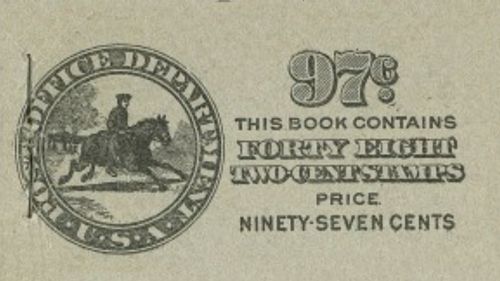 POST OFFICE DEPARTMENT U.S.A.
97¢
THIS BOOK CONTAINS
FORTY EIGHT
TWO-CENT STAMPS
PRICE
NINETY-SEVEN CENTS